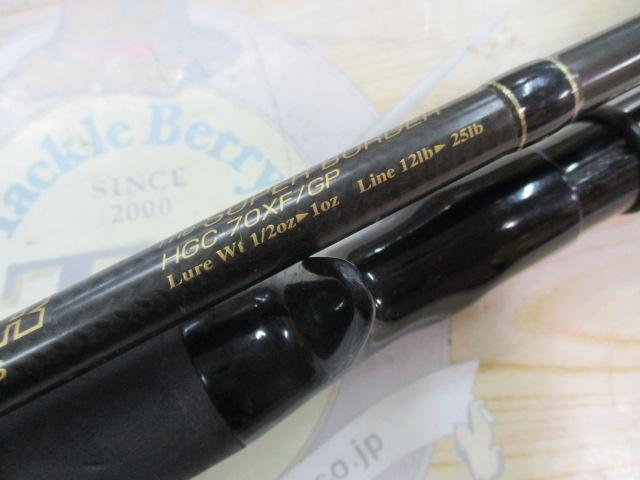 Tackle Berry
SINCE
2000
The SUPER BORDER
HGC-70XF/GP
Lure Wt 1/2oz▸1oz Line 12lb▸25lb
co.jp